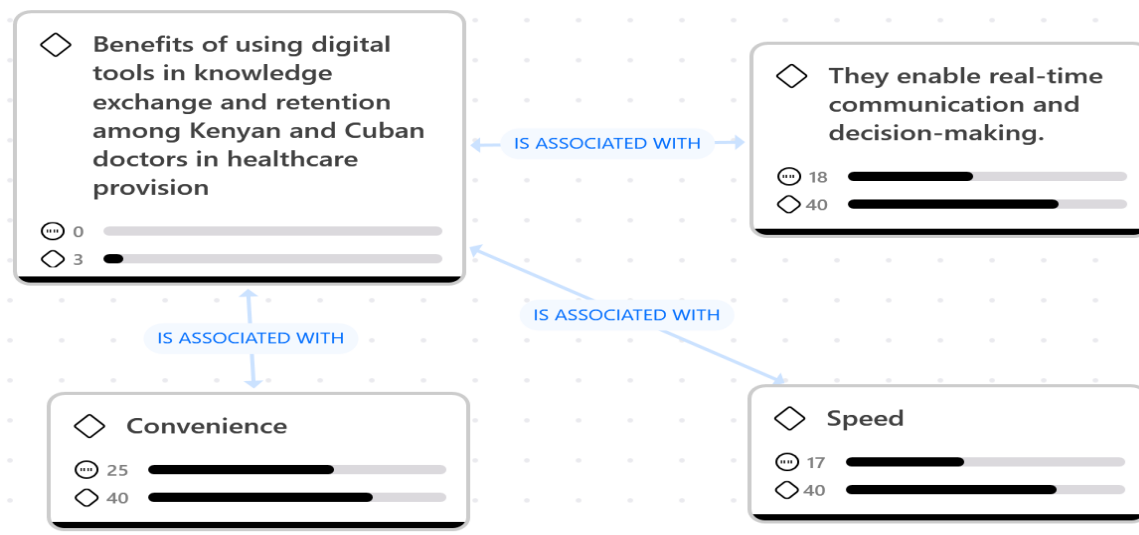 Benefits of using digital
tools in knowledge
exchange and retention
among Kenyan and Cuban
doctors in healthcare
provision
0
3
IS ASSOCIATED WITH
They enable real-time
communication and
decision-making.
18
40
IS ASSOCIATED WITH
IS ASSOCIATED WITH
Convenience
25
40
Speed
17
40